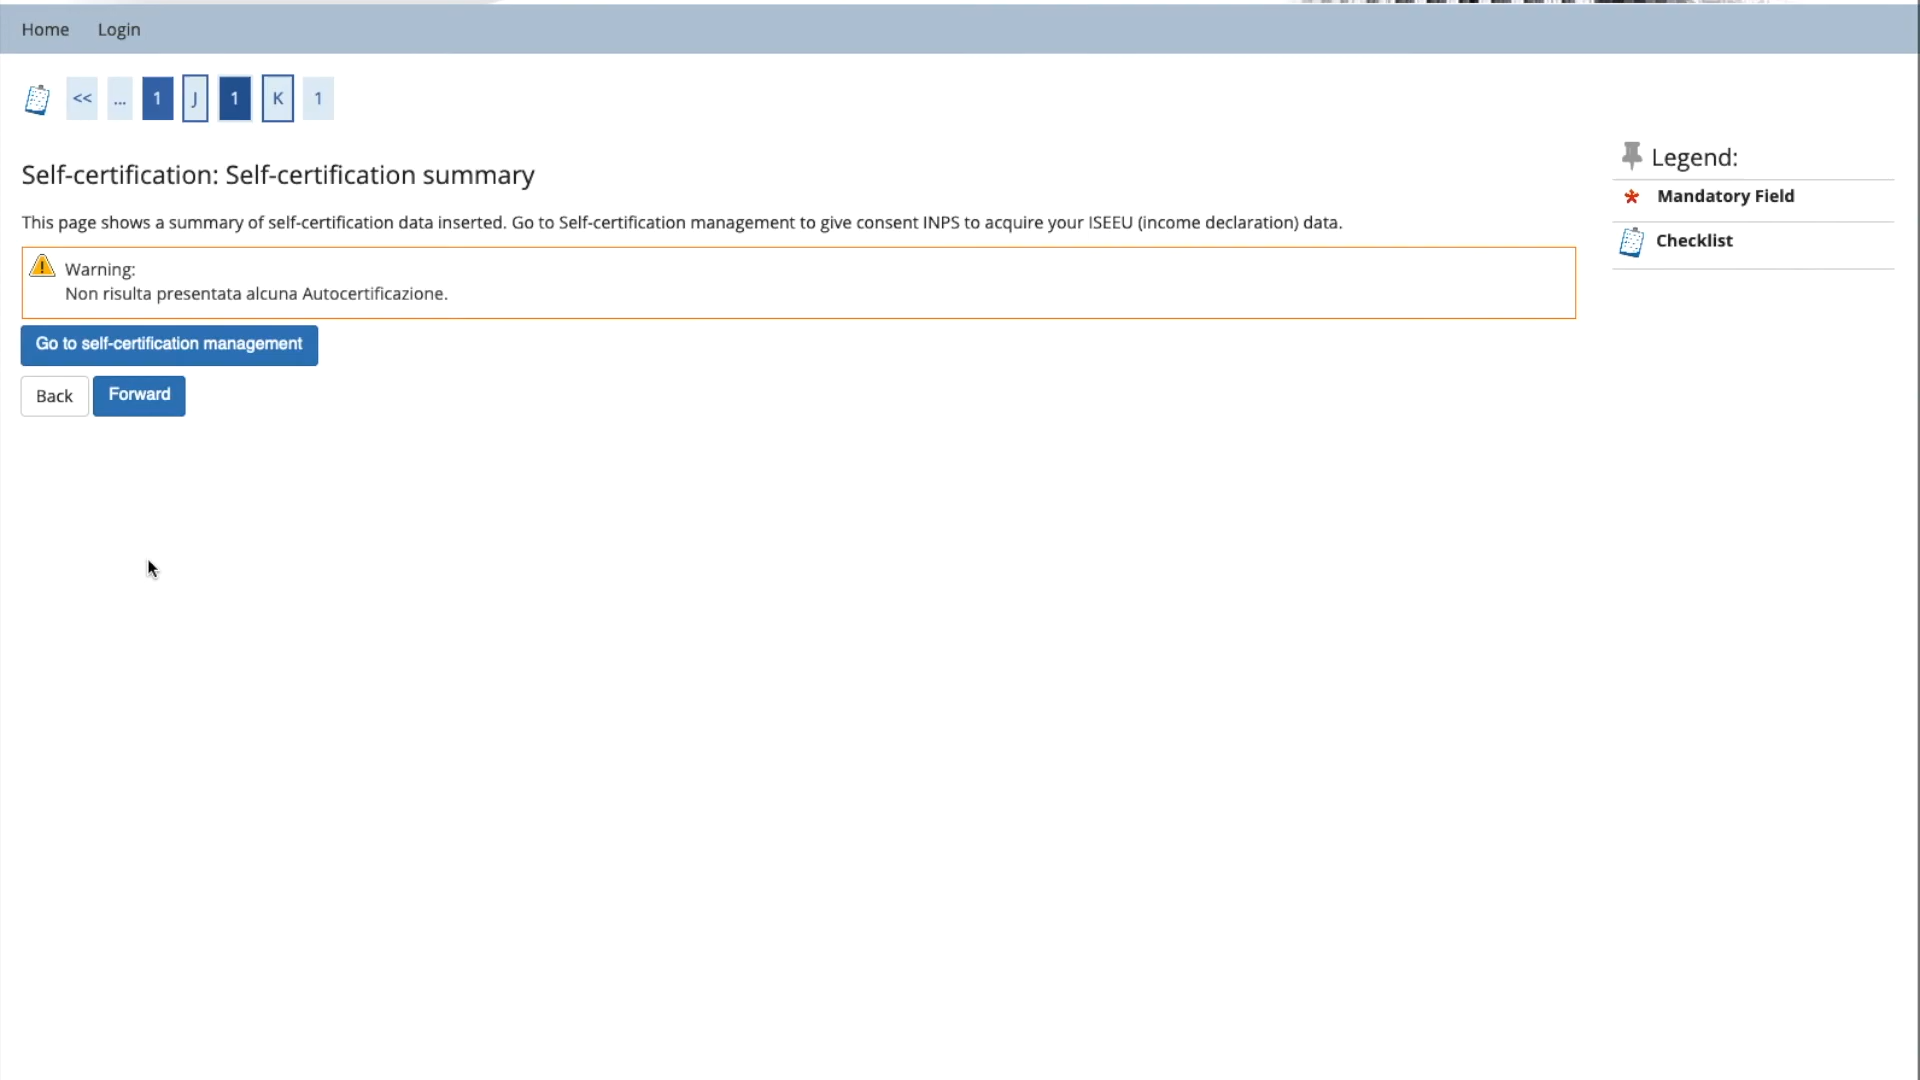 Home Login
<< ... 1 J 1 K 1
Self-certification: Self-certification summary
This page shows a summary of self-certification data inserted. Go to Self-certification management to give consent INPS to acquire your ISEEU (income declaration) data.
Warning:
Non risulta presentata alcuna Autocertificazione.
Go to self-certification management
Back Forward
Legend:
Mandatory Field
Checklist